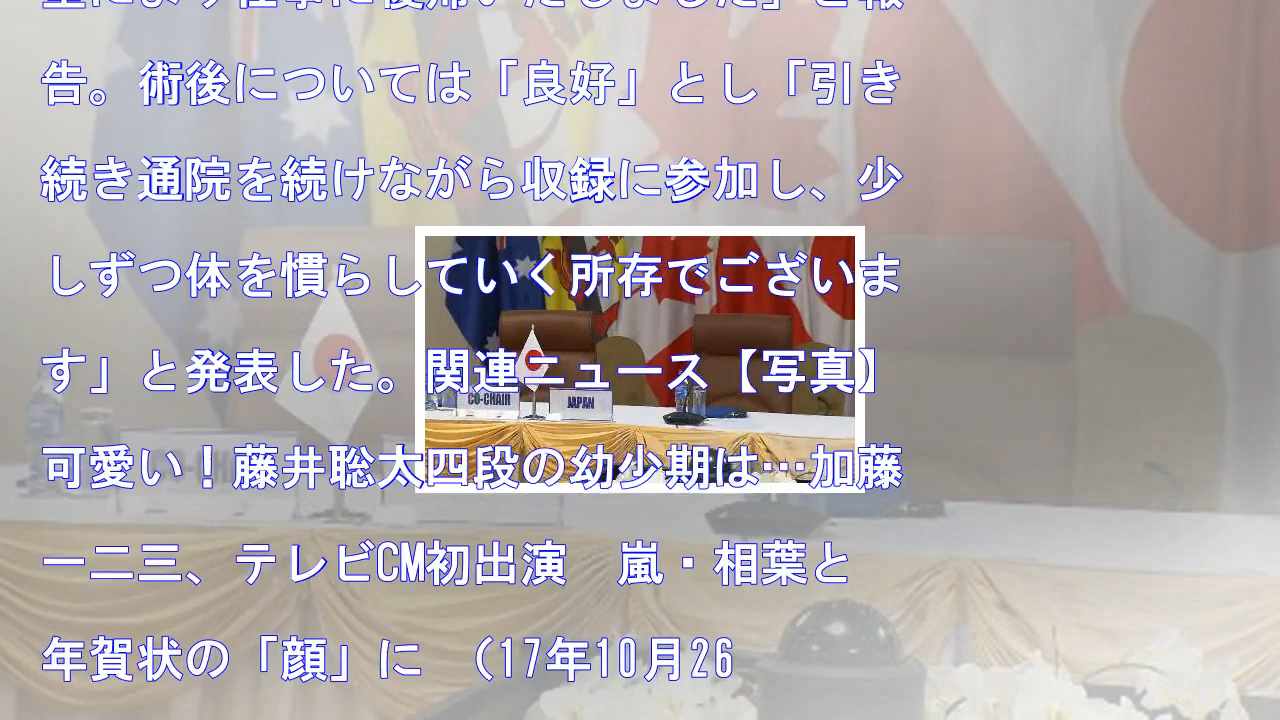 告。術後については「良好」とし「引き
続き通院を続けながら収録に参加し、少
しずつ体を慣らしていく所存でございま
す」と発表した。関連ニュース【写真】
可愛い！藤井聡太四段の幼少期は…加藤
一二三、テレビCM初出演　嵐・相葉と
年賀状の「顔」に　（17年10月26
CO-CHAIR
JAPAN